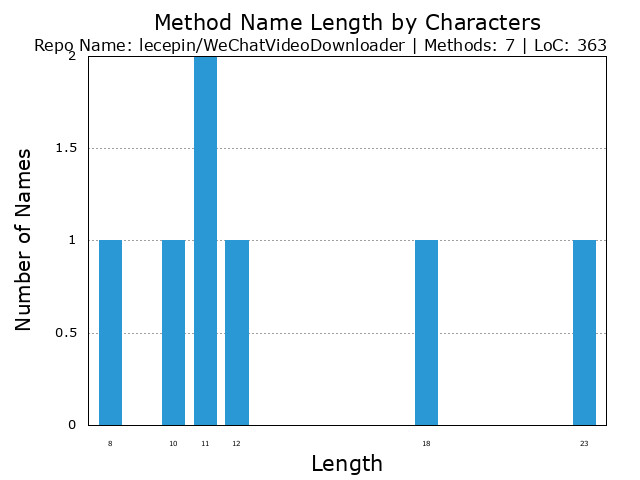 Method Name Length by Characters
Repo Name: lecepin/WeChatVideoDownloader | Methods: 7 | LoC: 363
2
1.5
1
0.5
0
Number of Names
8 10 11 12 18 23
Length